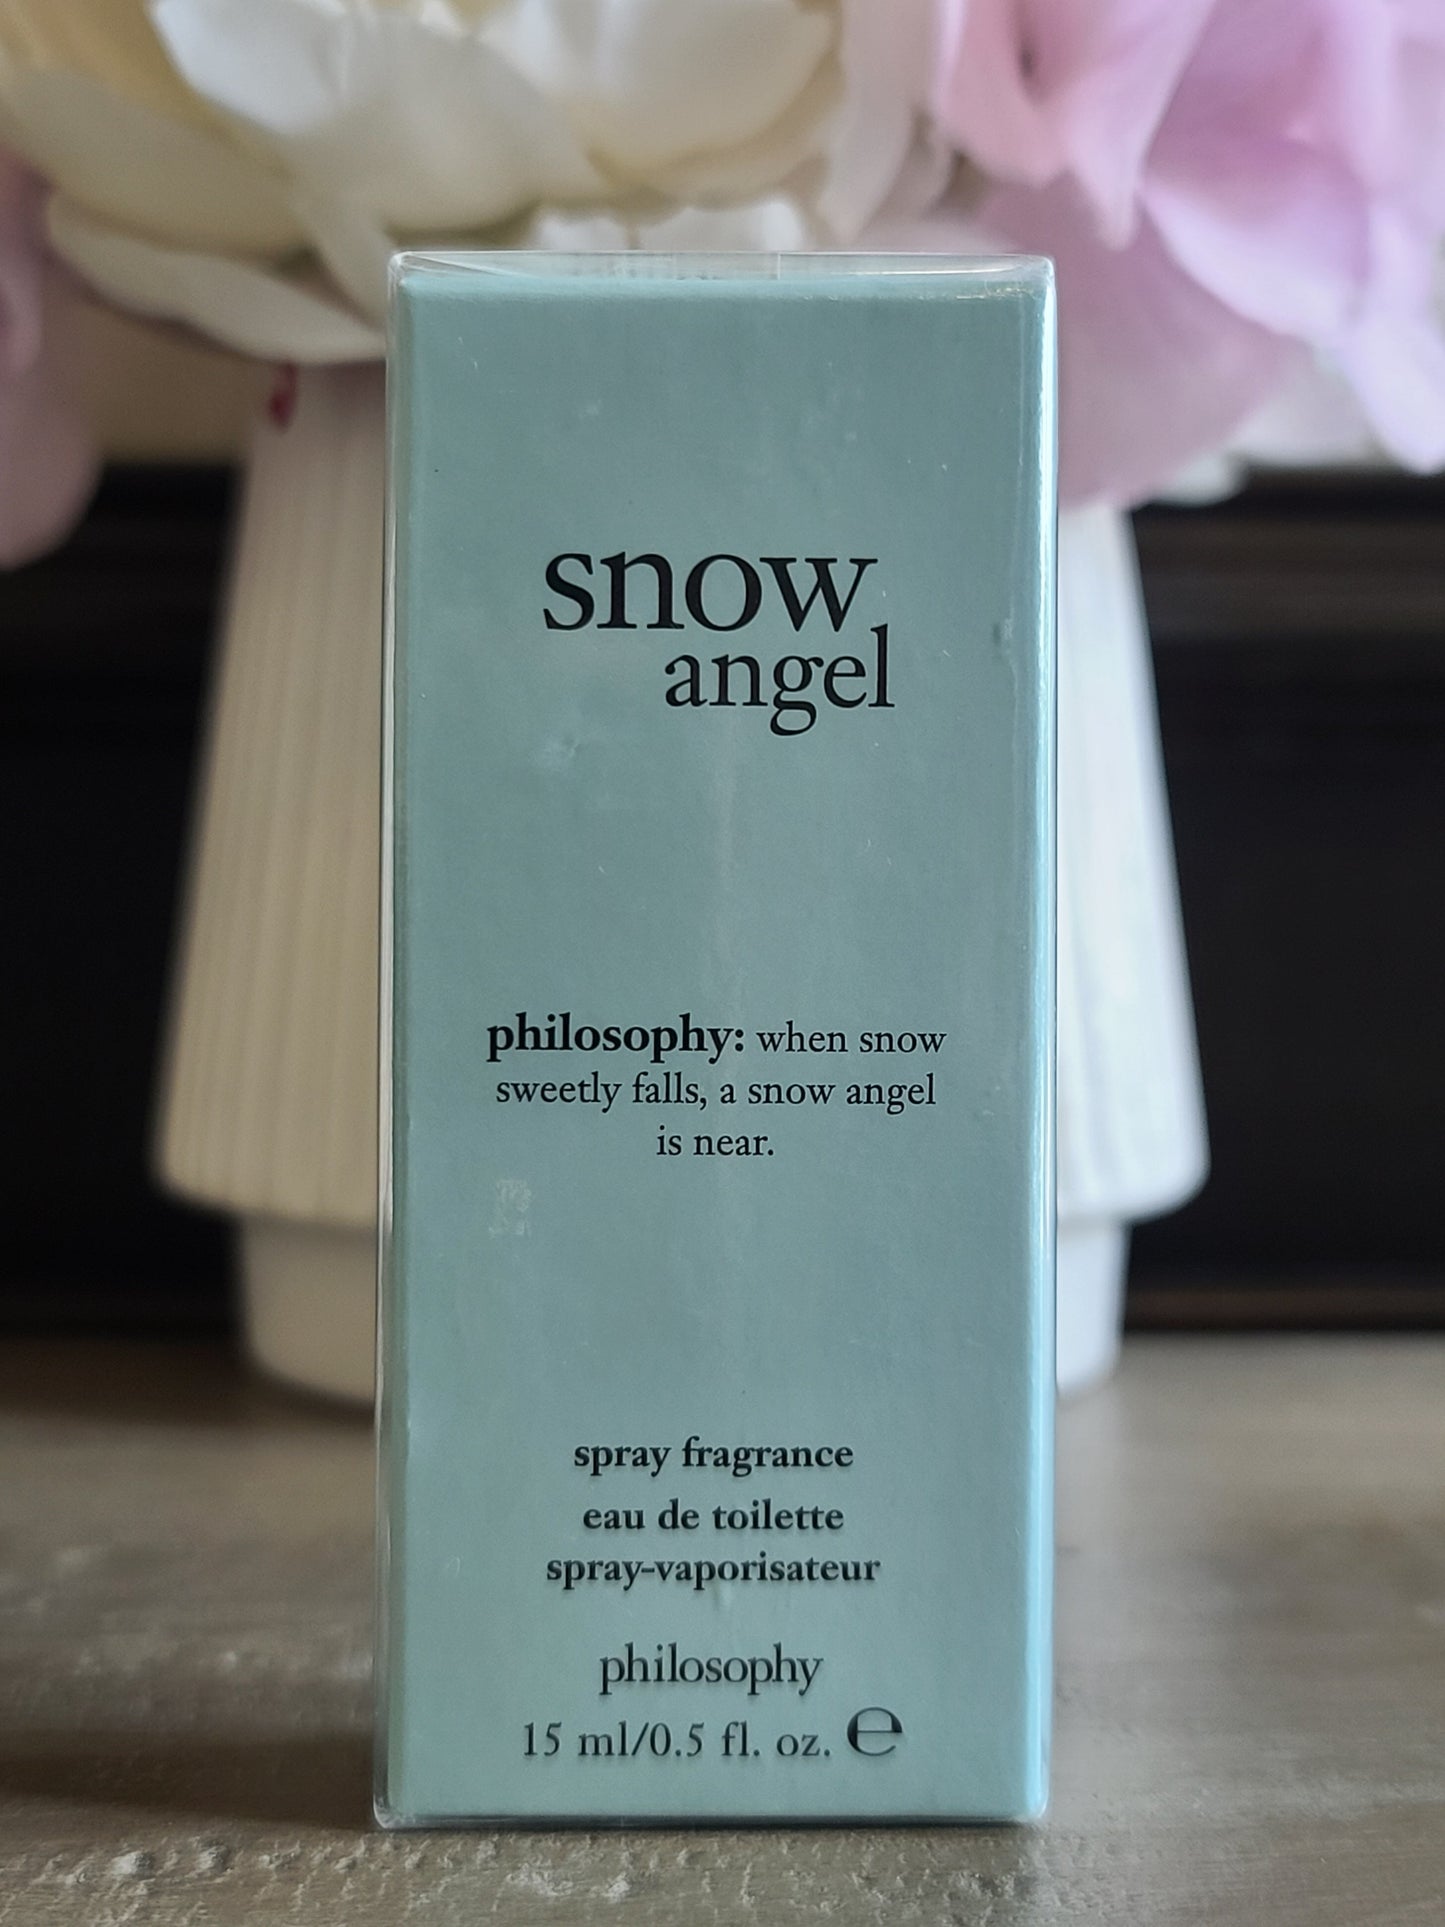 snow
angel
philosophy: when snow
sweetly falls, a snow angel
is near.
spray fragrance
eau de toilette
spray-vaporisateur
philosophy
15 ml/0.5 fl. oz. ℮